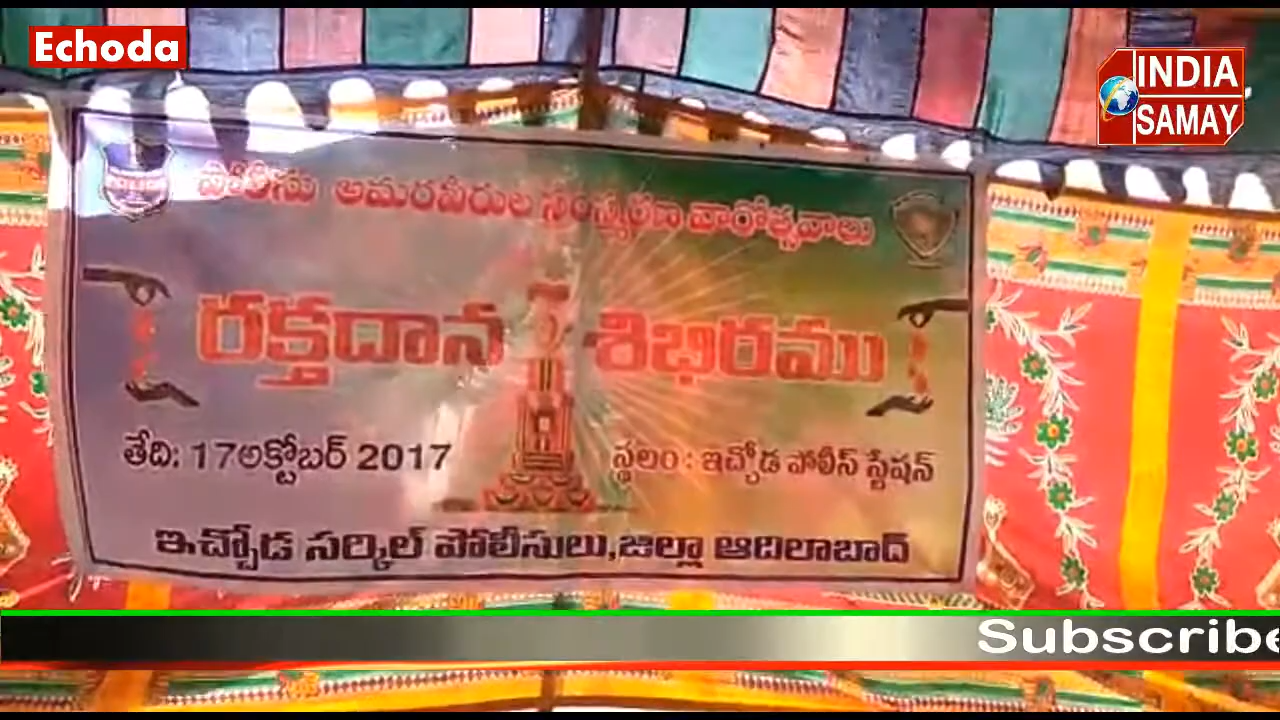 Echoda
INDIA
SAMAY
POLICE
పోలీసు అమరవీరుల సంస్మరణ వారోత్సవాలు
రక్తదాన శిబిరము
తేది: 17అక్టోబర్ 2017
స్థలం : ఇచ్చోడ పోలీస్ స్టేషన్
ఇచ్చోడ సర్కిల్ పోలీసులు,జిల్లా ఆదిలాబాద్
Subscribe